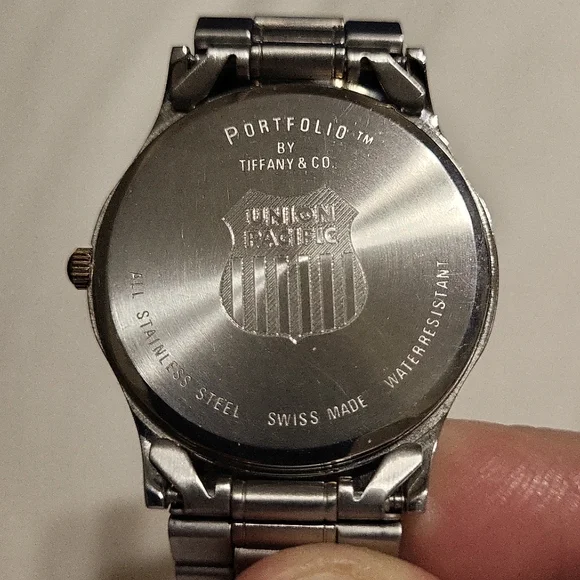 PORTFOLIO™
BY
TIFFANY & CO.
UNION
PACIFIC
ALL STAINLESS STEEL SWISS MADE WATERRESISTANT